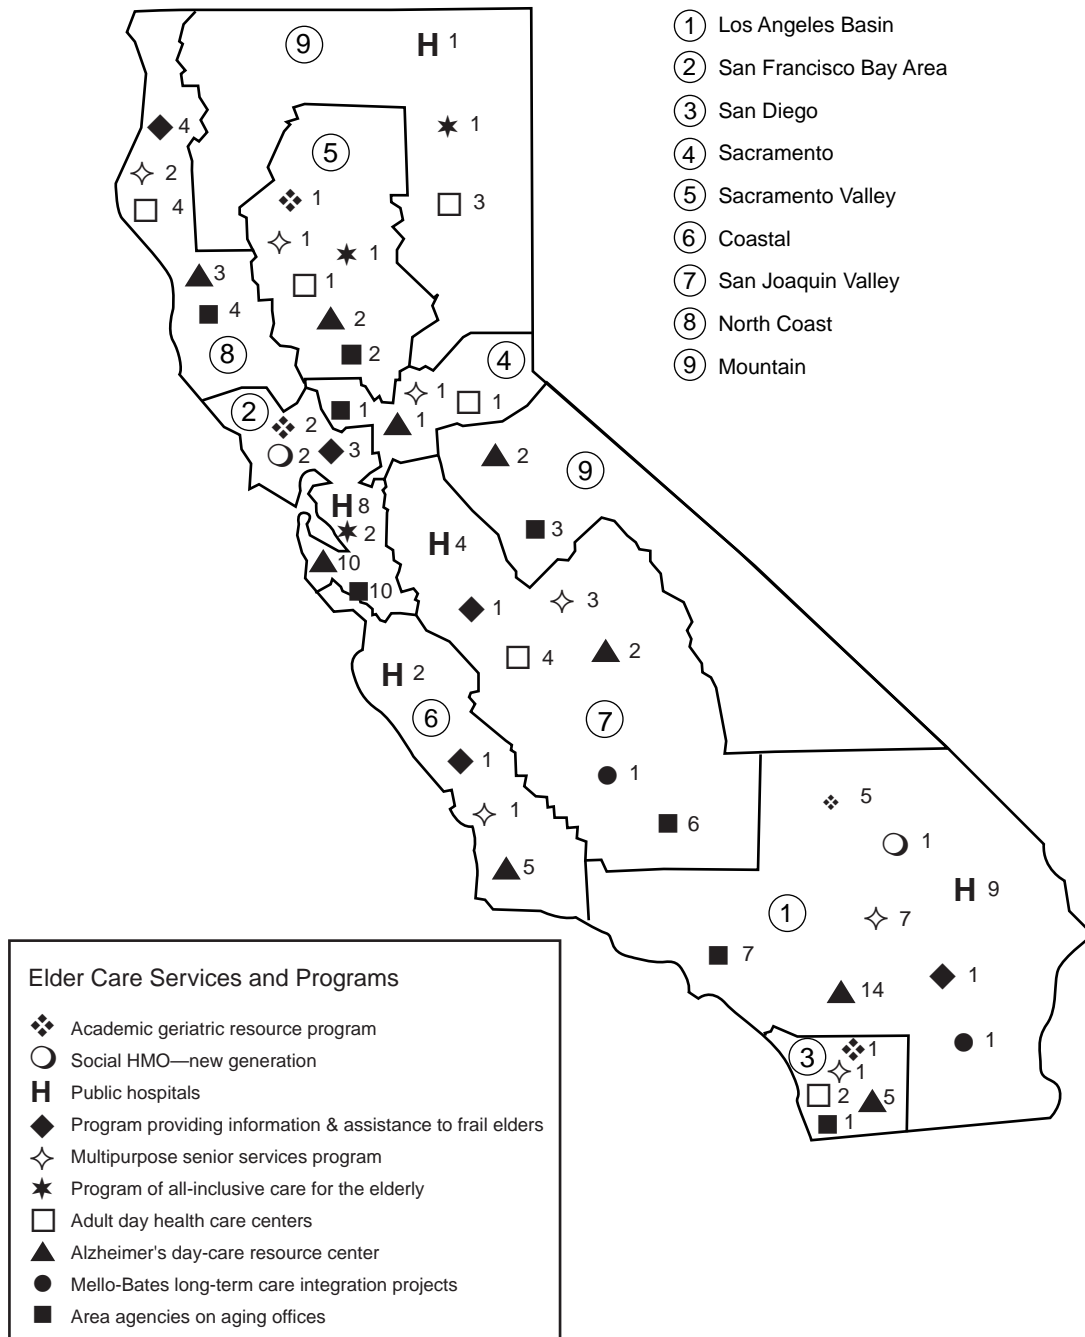 9 H 1
1 Los Angeles Basin
2 San Francisco Bay Area
3 San Diego
4 Sacramento
5 Sacramento Valley
6 Coastal
7 San Joaquin Valley
8 North Coast
9 Mountain
4
1
5
2
1
3
4
1
1
1
3
2
4
2
8
4
1
1
1
1
2
2
2
3
2
9
H 8
2
H 4
3
10
10
1
3
4
2
H 2
6
7
1
1
1
6
5
5
1
H 9
1
7
7
1
14
3
1
1
1
2
5
1
Elder Care Services and Programs
Academic geriatric resource program
Social HMO—new generation
H Public hospitals
Program providing information & assistance to frail elders
Multipurpose senior services program
Program of all-inclusive care for the elderly
Adult day health care centers
Alzheimer's day-care resource center
Mello-Bates long-term care integration projects
Area agencies on aging offices